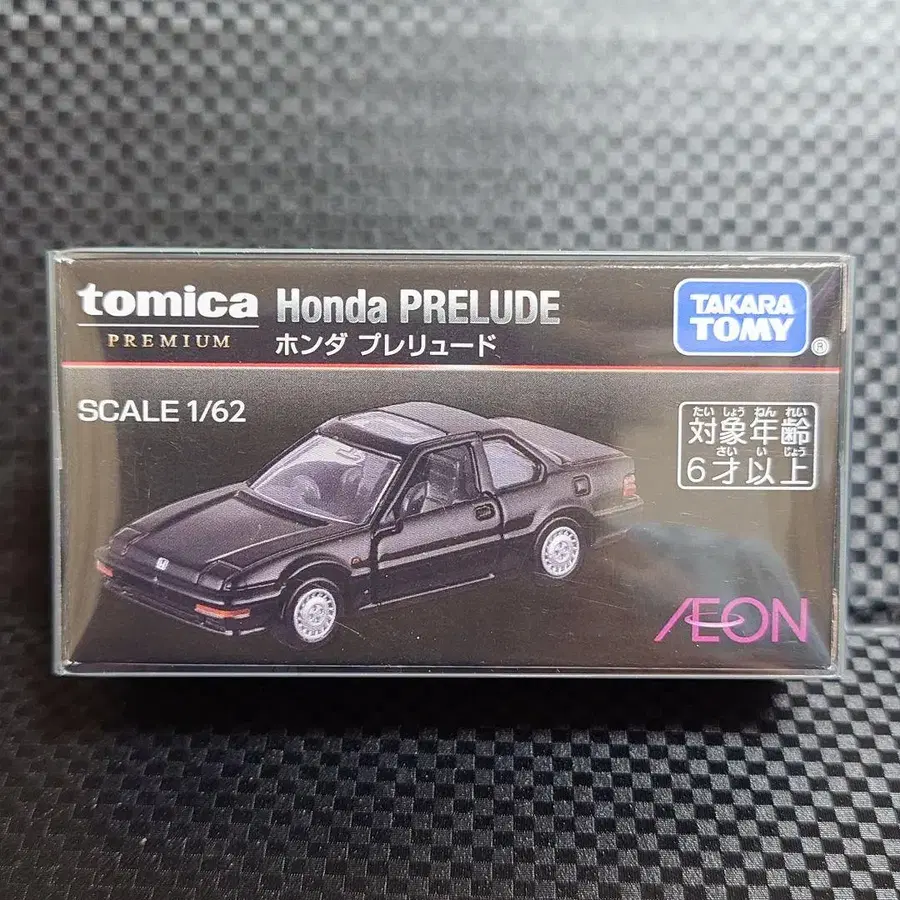 tomica
PREMIUM
Honda PRELUDE
ホンダ プレリュード
TAKARA
TOMY
®
SCALE 1/62
たいしょうねんれい
対象年齢
さいいじょう
6才以上
ÆON